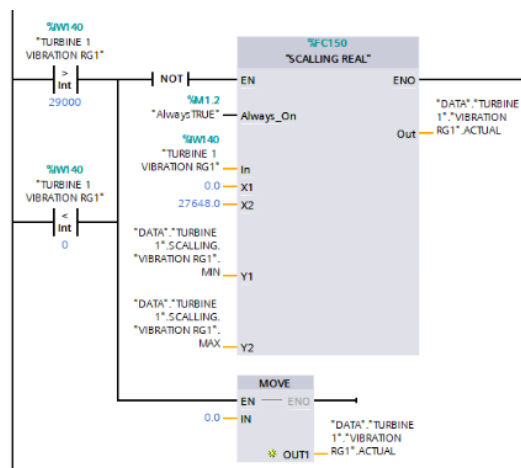 %IW140
"TURBINE 1
VIBRATION RG1"
>
Int
29000
NOT
%FC150
"SCALLING REAL"
EN
ENO
%M1.2
"AlwaysTRUE"
Always_On
%IW140
"TURBINE 1
VIBRATION RG1"
In
0.0
X1
27648.0
X2
"DATA"."TURBINE
1".SCALLING.
"VIBRATION RG1".
MIN
Y1
"DATA"."TURBINE
1".SCALLING.
"VIBRATION RG1".
MAX
Y2
Out
"DATA"."TURBINE
1"."VIBRATION
RG1".ACTUAL
%IW140
"TURBINE 1
VIBRATION RG1"
<
Int
0
MOVE
EN
ENO
0.0
IN
OUT1
"DATA"."TURBINE
1"."VIBRATION
RG1".ACTUAL